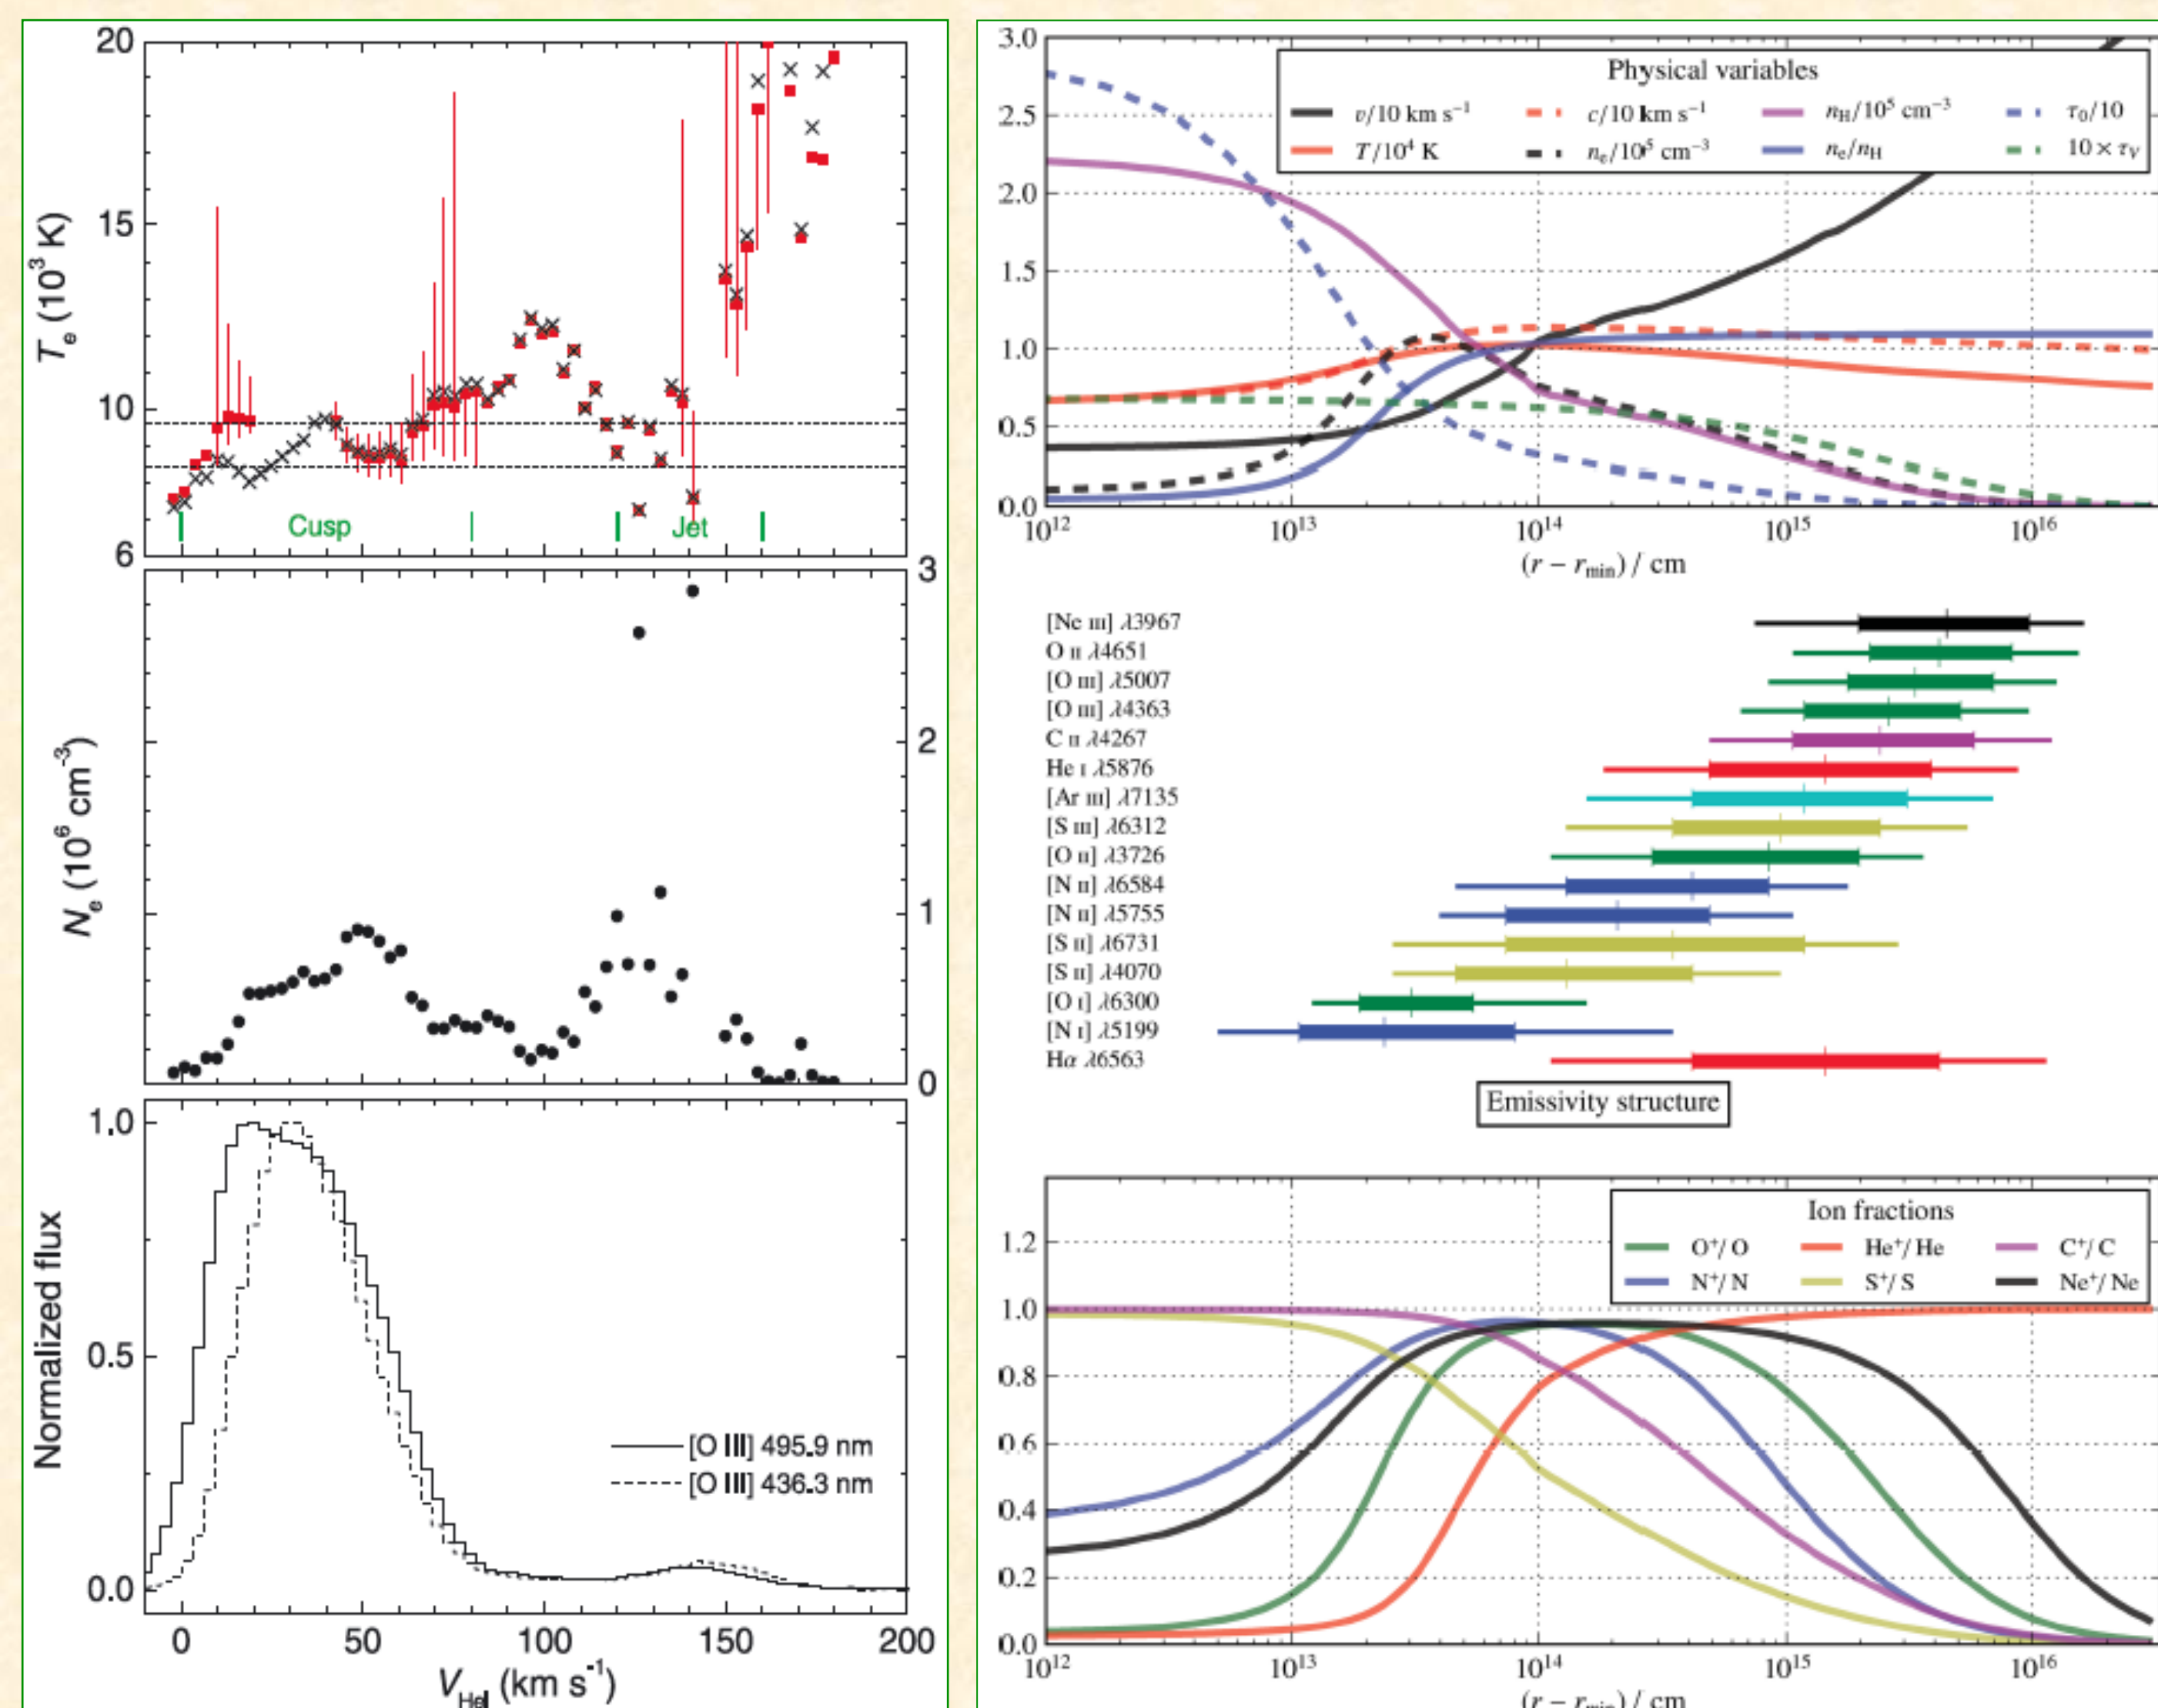 20
15
10
6
T_e (10^3 K)
Cusp
Jet
3
2
1
0
N_e (10^6 cm^-3)
1.0
0.5
0.0
Normalized flux
[O III] 495.9 nm
[O III] 436.3 nm
0 50 100 150 200
V_Hel (km s^-1)
3.0
2.5
2.0
1.5
1.0
0.5
0.0
Physical variables
v/10 km s^-1 c/10 km s^-1 n_H/10^5 cm^-3 τ_0/10
T/10^4 K n_e/10^5 cm^-3 n_e/n_H 10 × τ_V
10^12 10^13 10^14 10^15 10^16
(r − r_min) / cm
[Ne III] λ3967
O II λ4651
[O III] λ5007
[O III] λ4363
C II λ4267
He I λ5876
[Ar III] λ7135
[S III] λ6312
[O II] λ3726
[N II] λ6584
[N II] λ5755
[S II] λ6731
[S II] λ4070
[O I] λ6300
[N I] λ5199
Hα λ6563
Emissivity structure
Ion fractions
O^+/O He^+/He C^+/C
N^+/N S^+/S Ne^+/Ne
1.2
1.0
0.8
0.6
0.4
0.2
0.0
10^12 10^13 10^14 10^15 10^16
(r − r_min) / cm